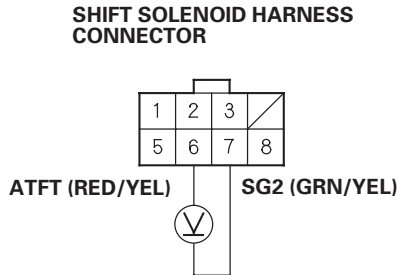 SHIFT SOLENOID HARNESS
CONNECTOR
1 2 3
5 6 7 8
ATFT (RED/YEL) SG2 (GRN/YEL)
V